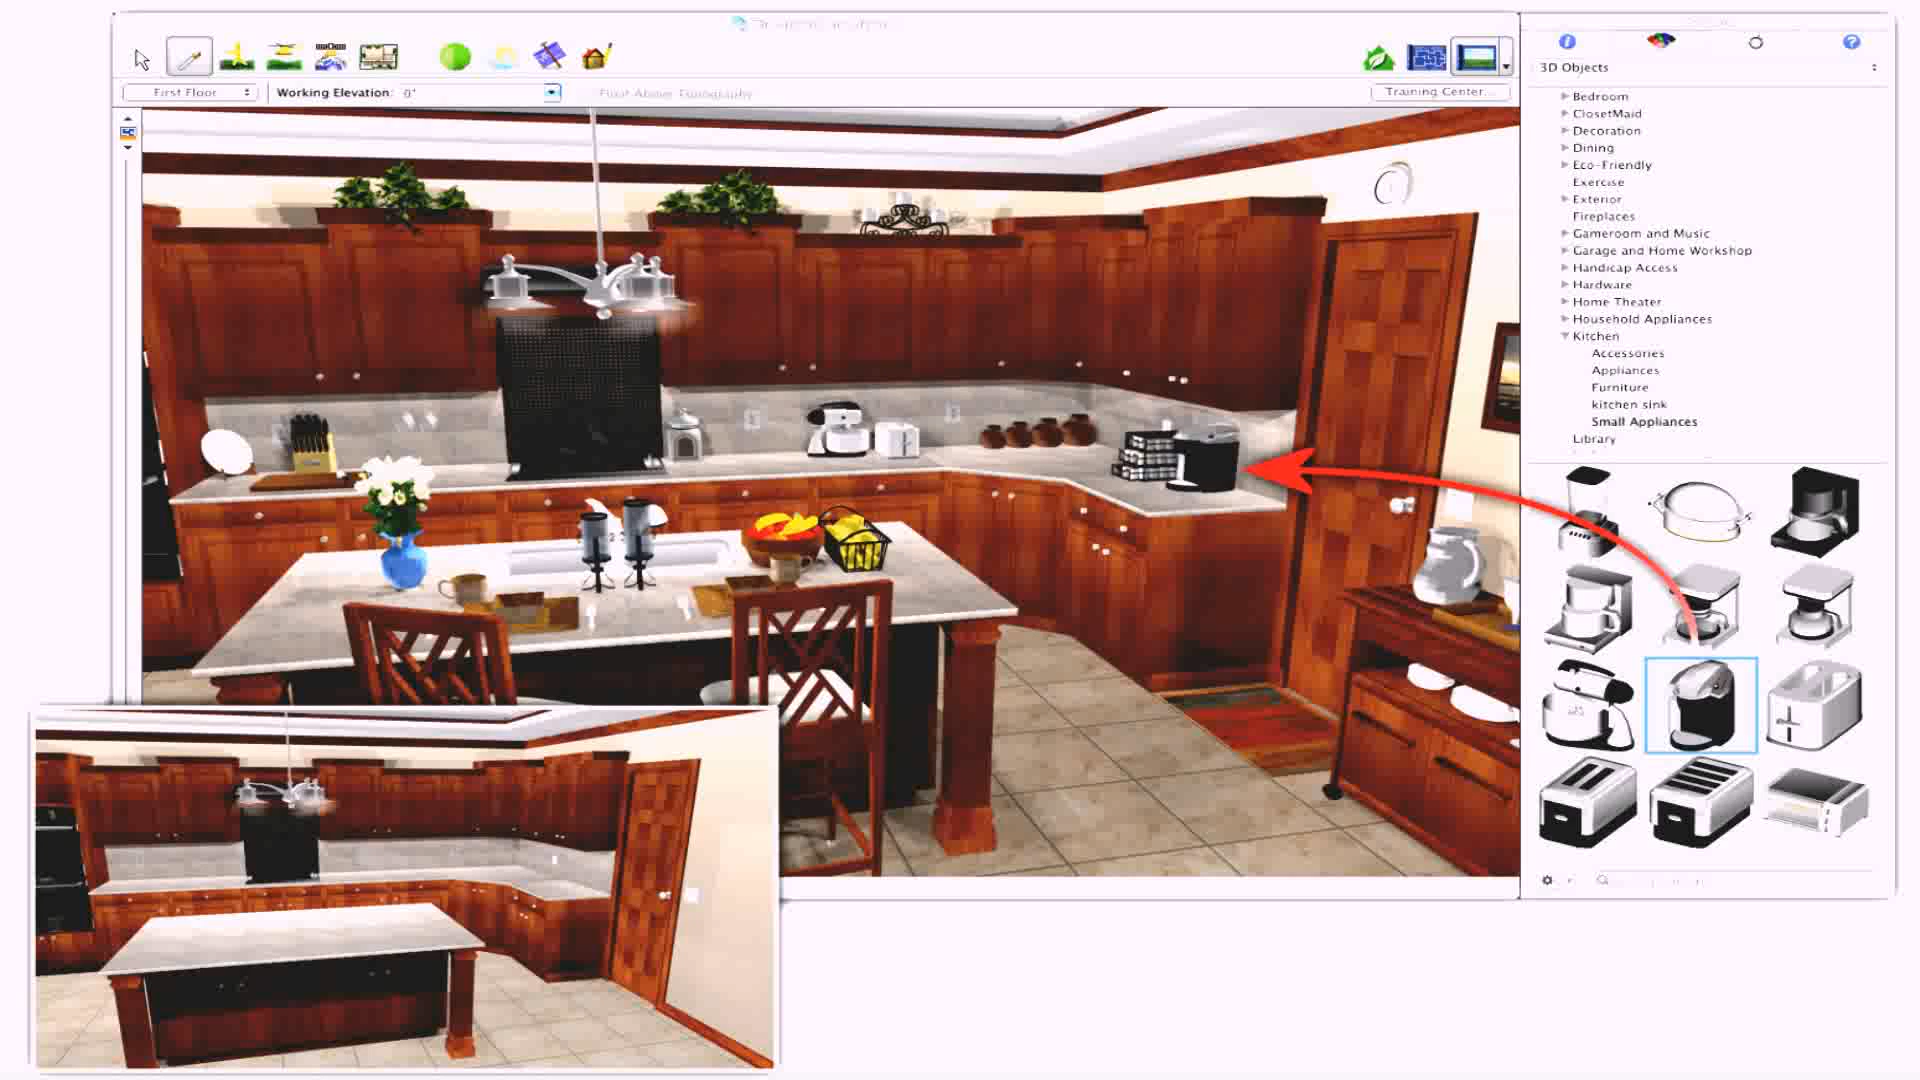 First Floor
Working Elevation: 0"
Training Center...
3D Objects
Bedroom
ClosetMaid
Decoration
Dining
Eco-Friendly
Exercise
Exterior
Fireplaces
Gameroom and Music
Garage and Home Workshop
Handicap Access
Hardware
Home Theater
Household Appliances
Kitchen
Accessories
Appliances
Furniture
kitchen sink
Small Appliances
Library